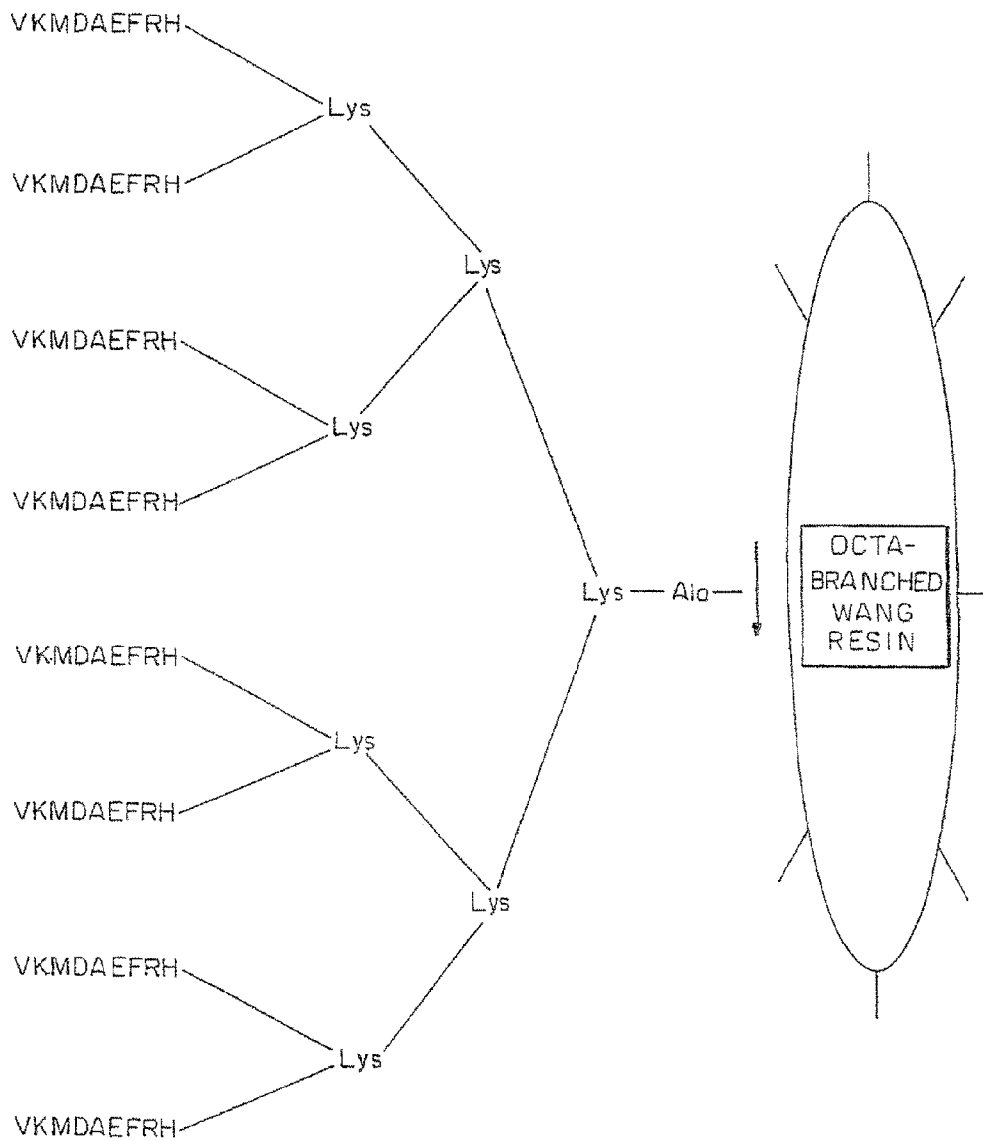 VKMDAEFRH
Lys
VKMDAEFRH
Lys
VKMDAEFRH
Lys
VKMDAEFRH
Lys — Ala —
OCTA-
BRANCHED
WANG
RESIN
VKMDAEFRH
Lys
VKMDAEFRH
Lys
VKMDAEFRH
Lys
VKMDAEFRH